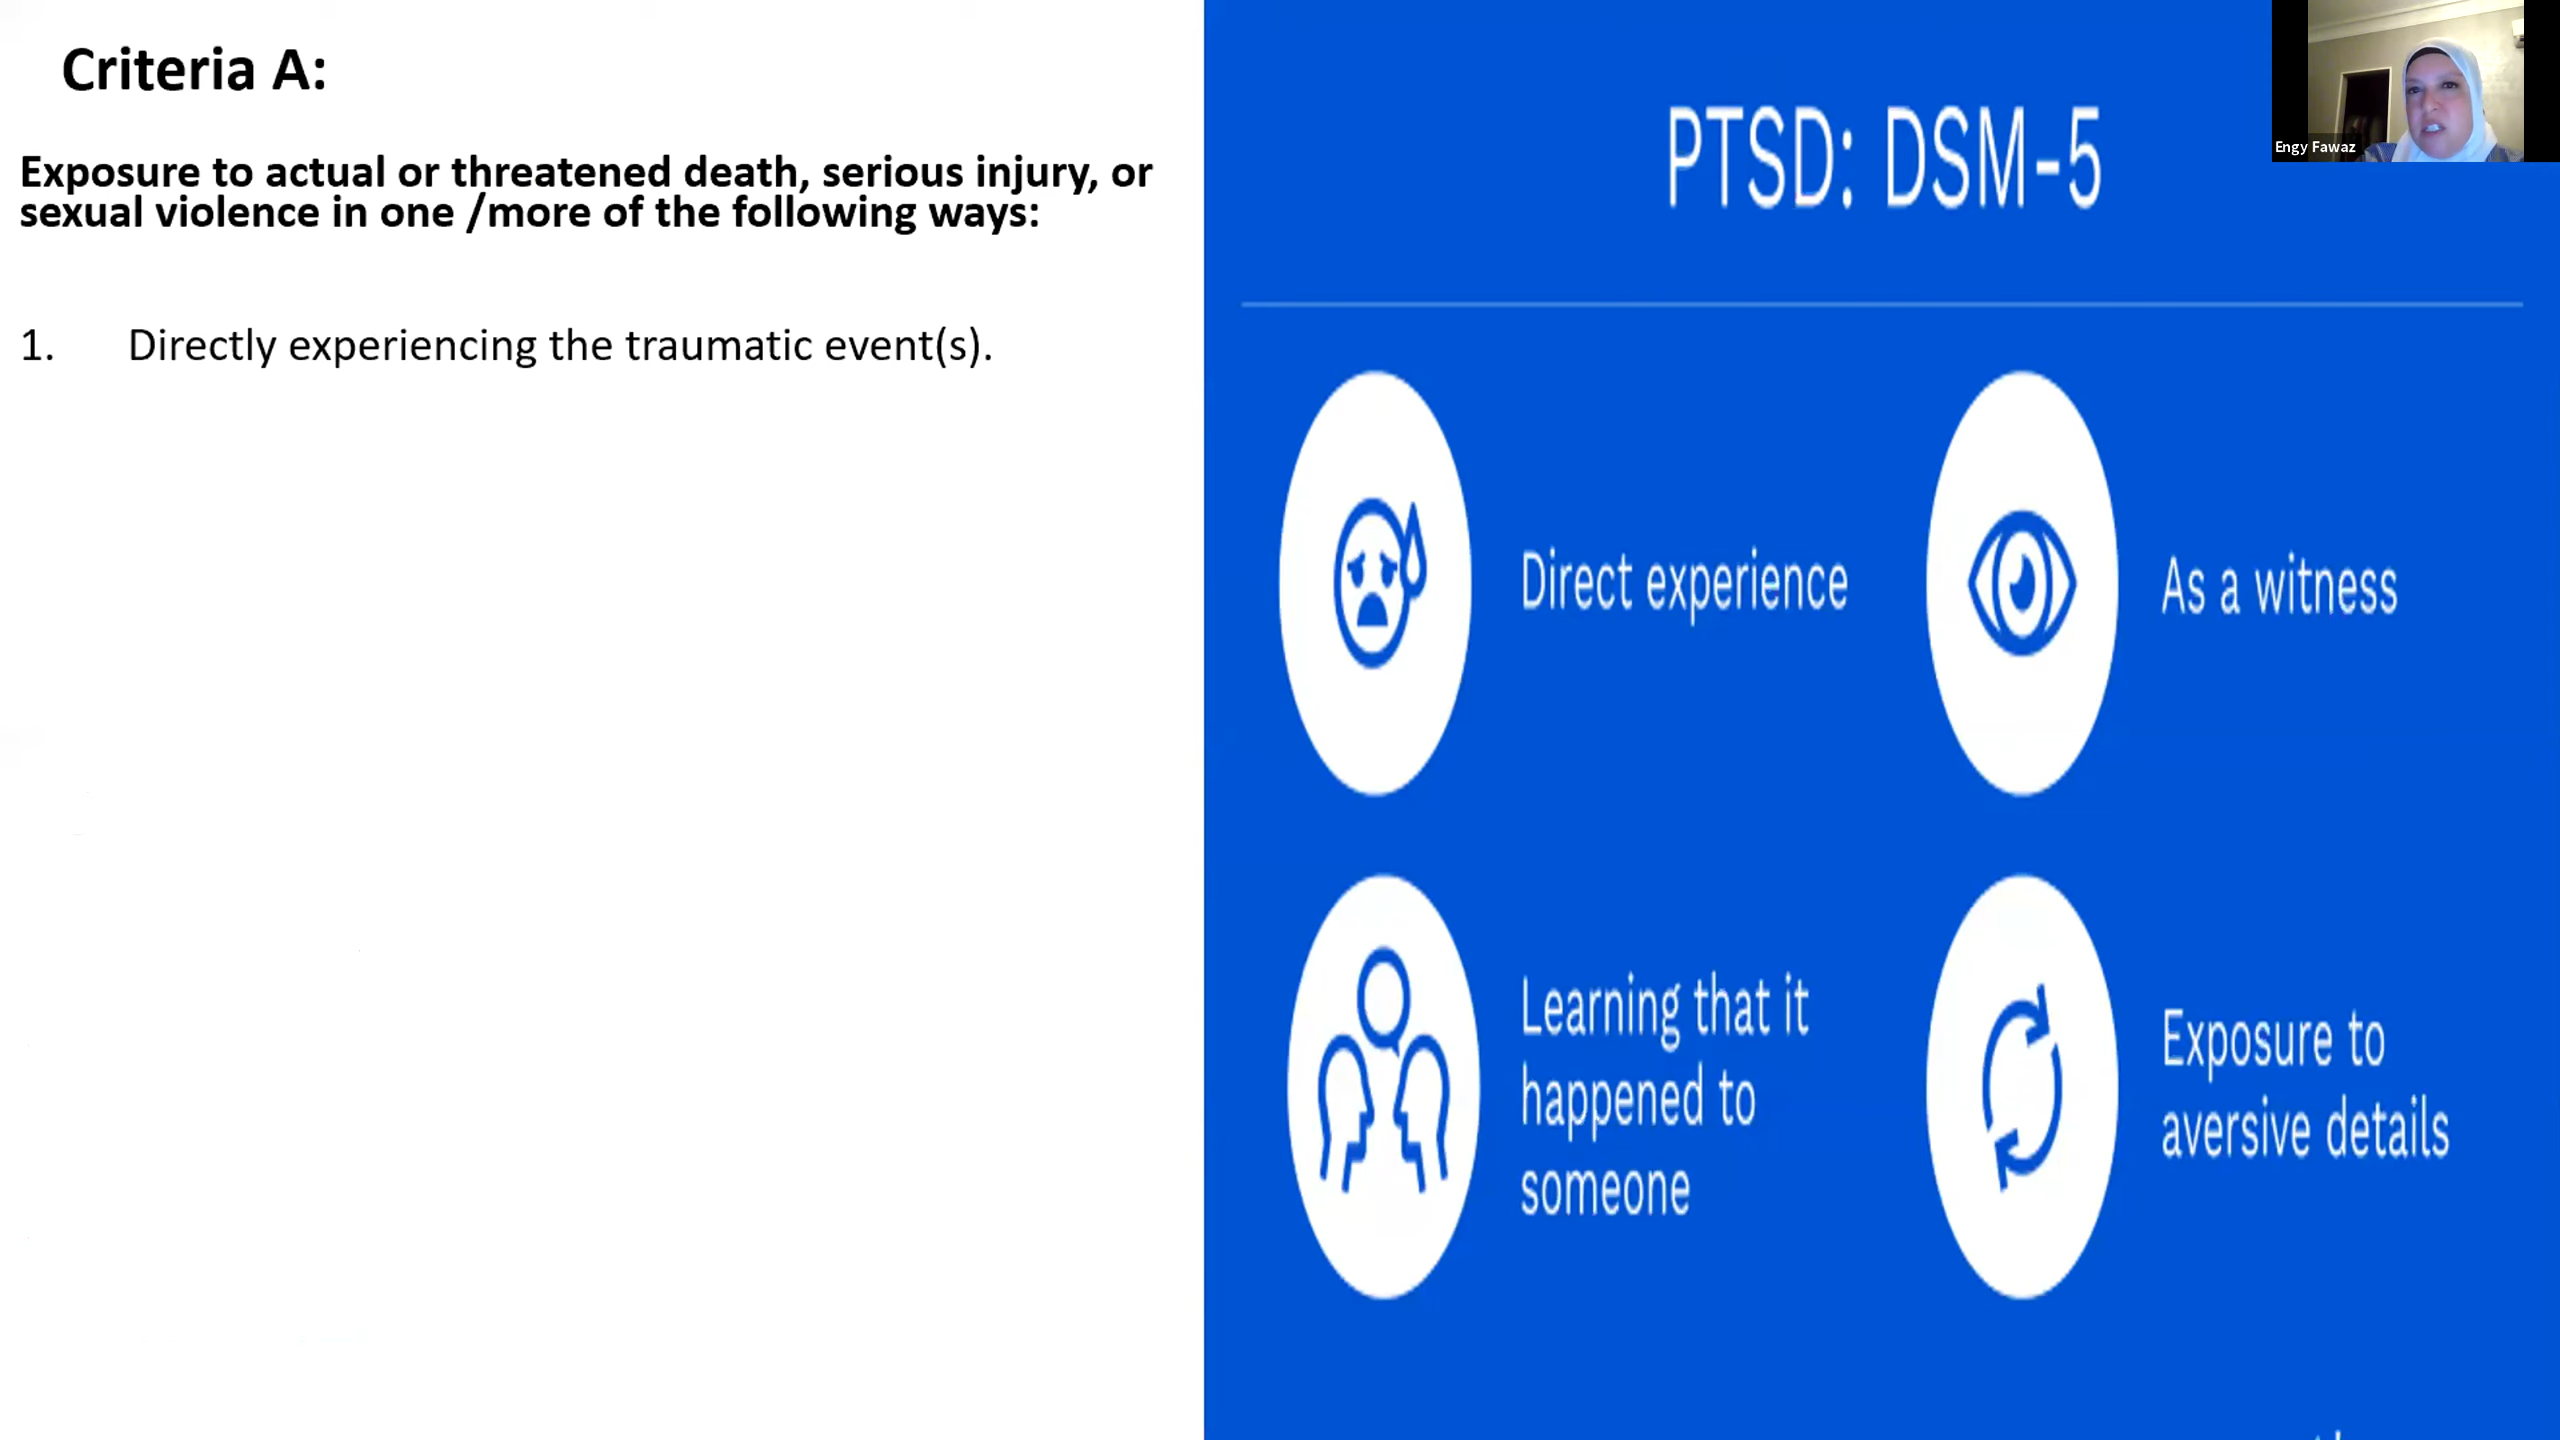 Criteria A:
Exposure to actual or threatened death, serious injury, or
sexual violence in one /more of the following ways:
1. Directly experiencing the traumatic event(s).
PTSD: DSM-5
Direct experience
As a witness
Learning that it
happened to
someone
Exposure to
aversive details
Engy Fawaz